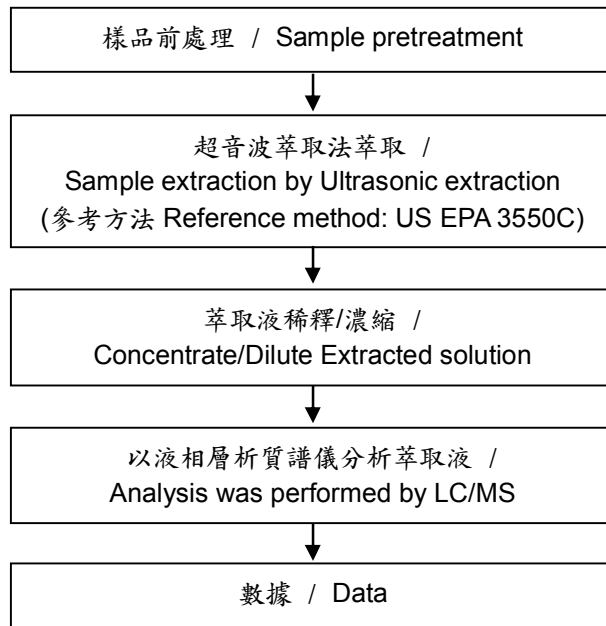 樣品前處理 / Sample pretreatment
超音波萃取法萃取 /
Sample extraction by Ultrasonic extraction
(參考方法 Reference method: US EPA 3550C)
萃取液稀釋/濃縮 /
Concentrate/Dilute Extracted solution
以液相層析質譜儀分析萃取液 /
Analysis was performed by LC/MS
數據 / Data